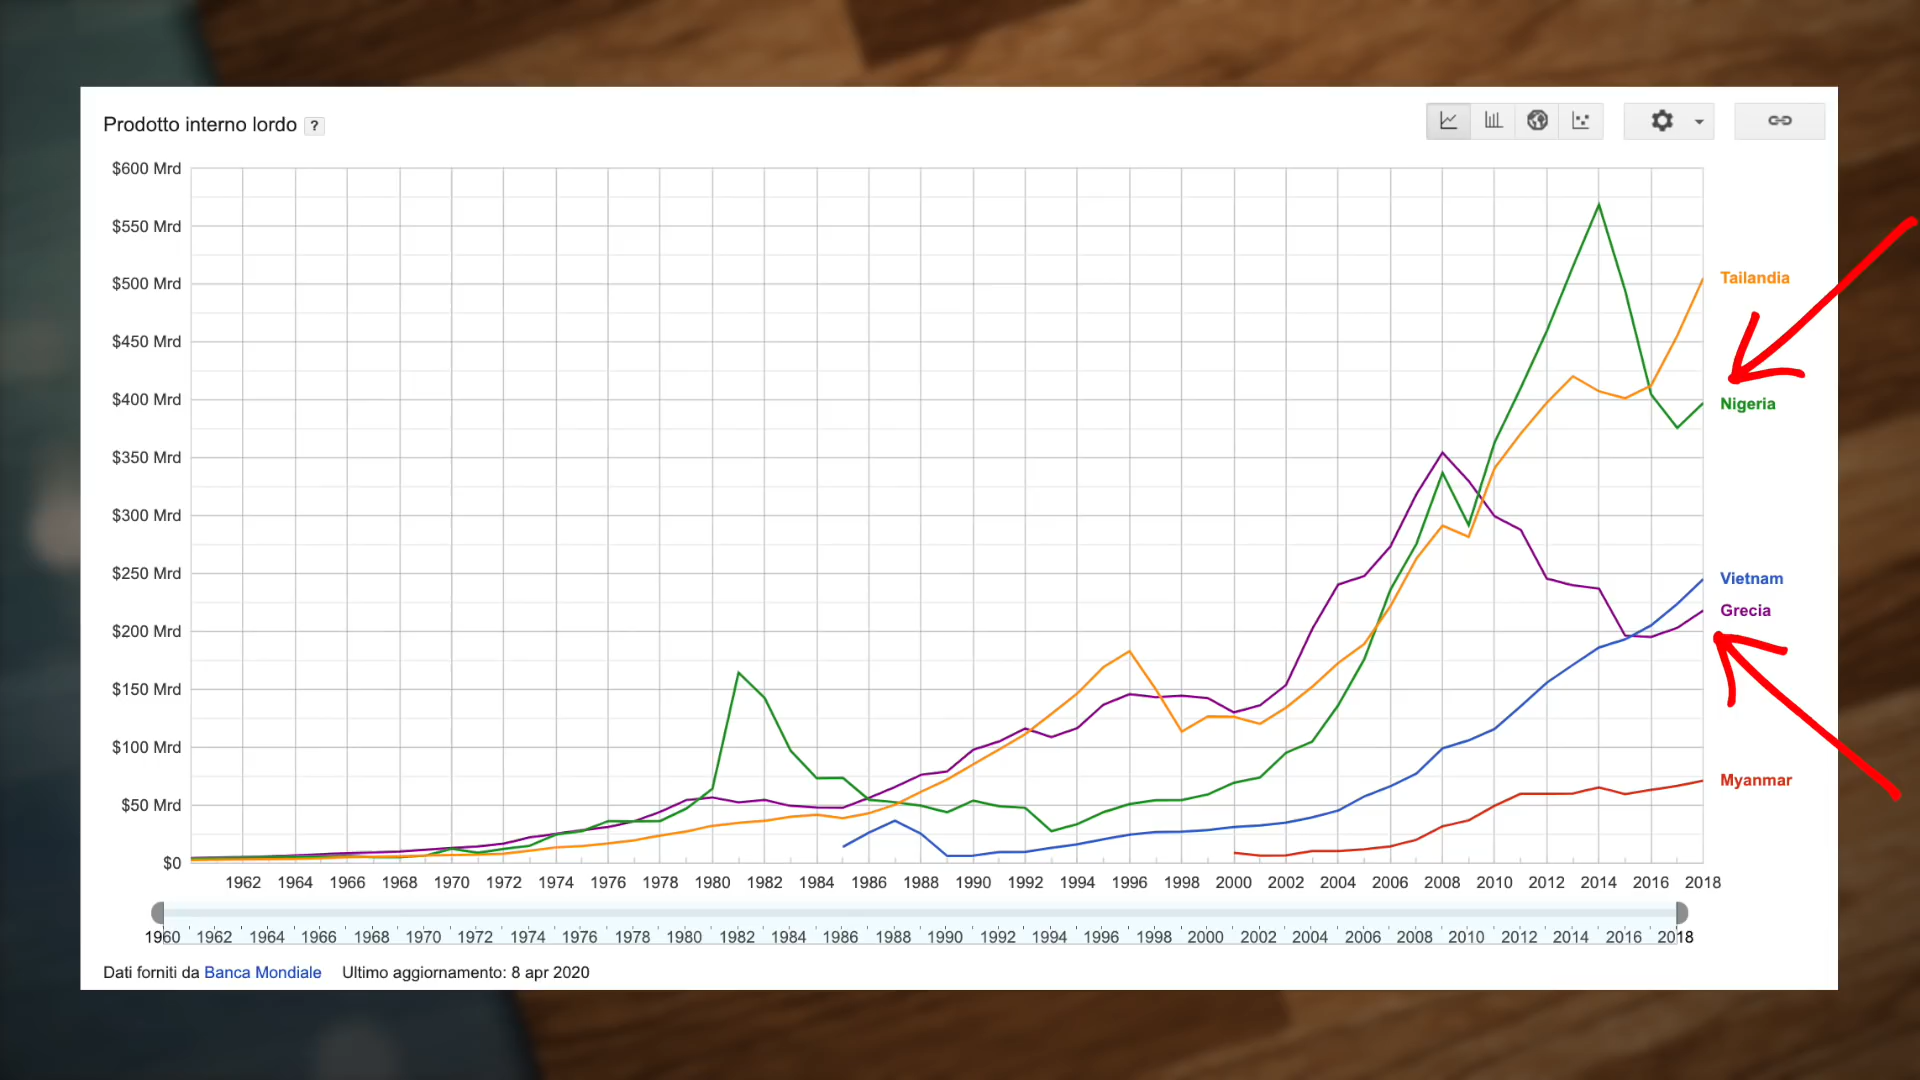 Prodotto interno lordo ?
$600 Mrd
$550 Mrd
$500 Mrd
$450 Mrd
$400 Mrd
$350 Mrd
$300 Mrd
$250 Mrd
$200 Mrd
$150 Mrd
$100 Mrd
$50 Mrd
$0
Tailandia
Nigeria
Vietnam
Grecia
Myanmar
1962 1964 1966 1968 1970 1972 1974 1976 1978 1980 1982 1984 1986 1988 1990 1992 1994 1996 1998 2000 2002 2004 2006 2008 2010 2012 2014 2016 2018
1960 1962 1964 1966 1968 1970 1972 1974 1976 1978 1980 1982 1984 1986 1988 1990 1992 1994 1996 1998 2000 2002 2004 2006 2008 2010 2012 2014 2016 2018
Dati forniti da Banca Mondiale Ultimo aggiornamento: 8 apr 2020